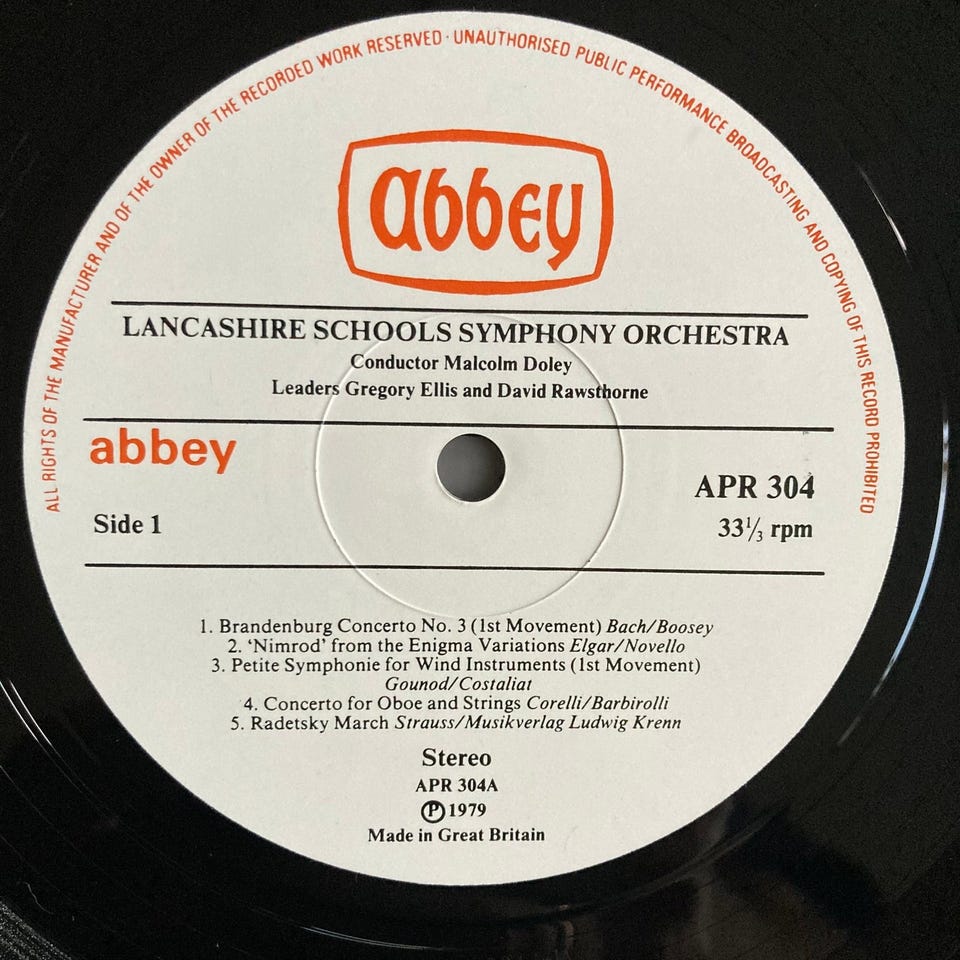 ALL RIGHTS OF THE MANUFACTURER AND OF THE OWNER OF THE RECORDED WORK RESERVED · UNAUTHORISED PUBLIC PERFORMANCE BROADCASTING AND COPYING OF THIS RECORD PROHIBITED
abbey
LANCASHIRE SCHOOLS SYMPHONY ORCHESTRA
Conductor Malcolm Doley
Leaders Gregory Ellis and David Rawsthorne
abbey
APR 304
Side 1
33⅓ rpm
1. Brandenburg Concerto No. 3 (1st Movement) Bach/Boosey
2. ‘Nimrod’ from the Enigma Variations Elgar/Novello
3. Petite Symphonie for Wind Instruments (1st Movement)
Gounod/Costaliat
4. Concerto for Oboe and Strings Corelli/Barbirolli
5. Radetsky March Strauss/Musikverlag Ludwig Krenn
Stereo
APR 304A
Ⓟ 1979
Made in Great Britain